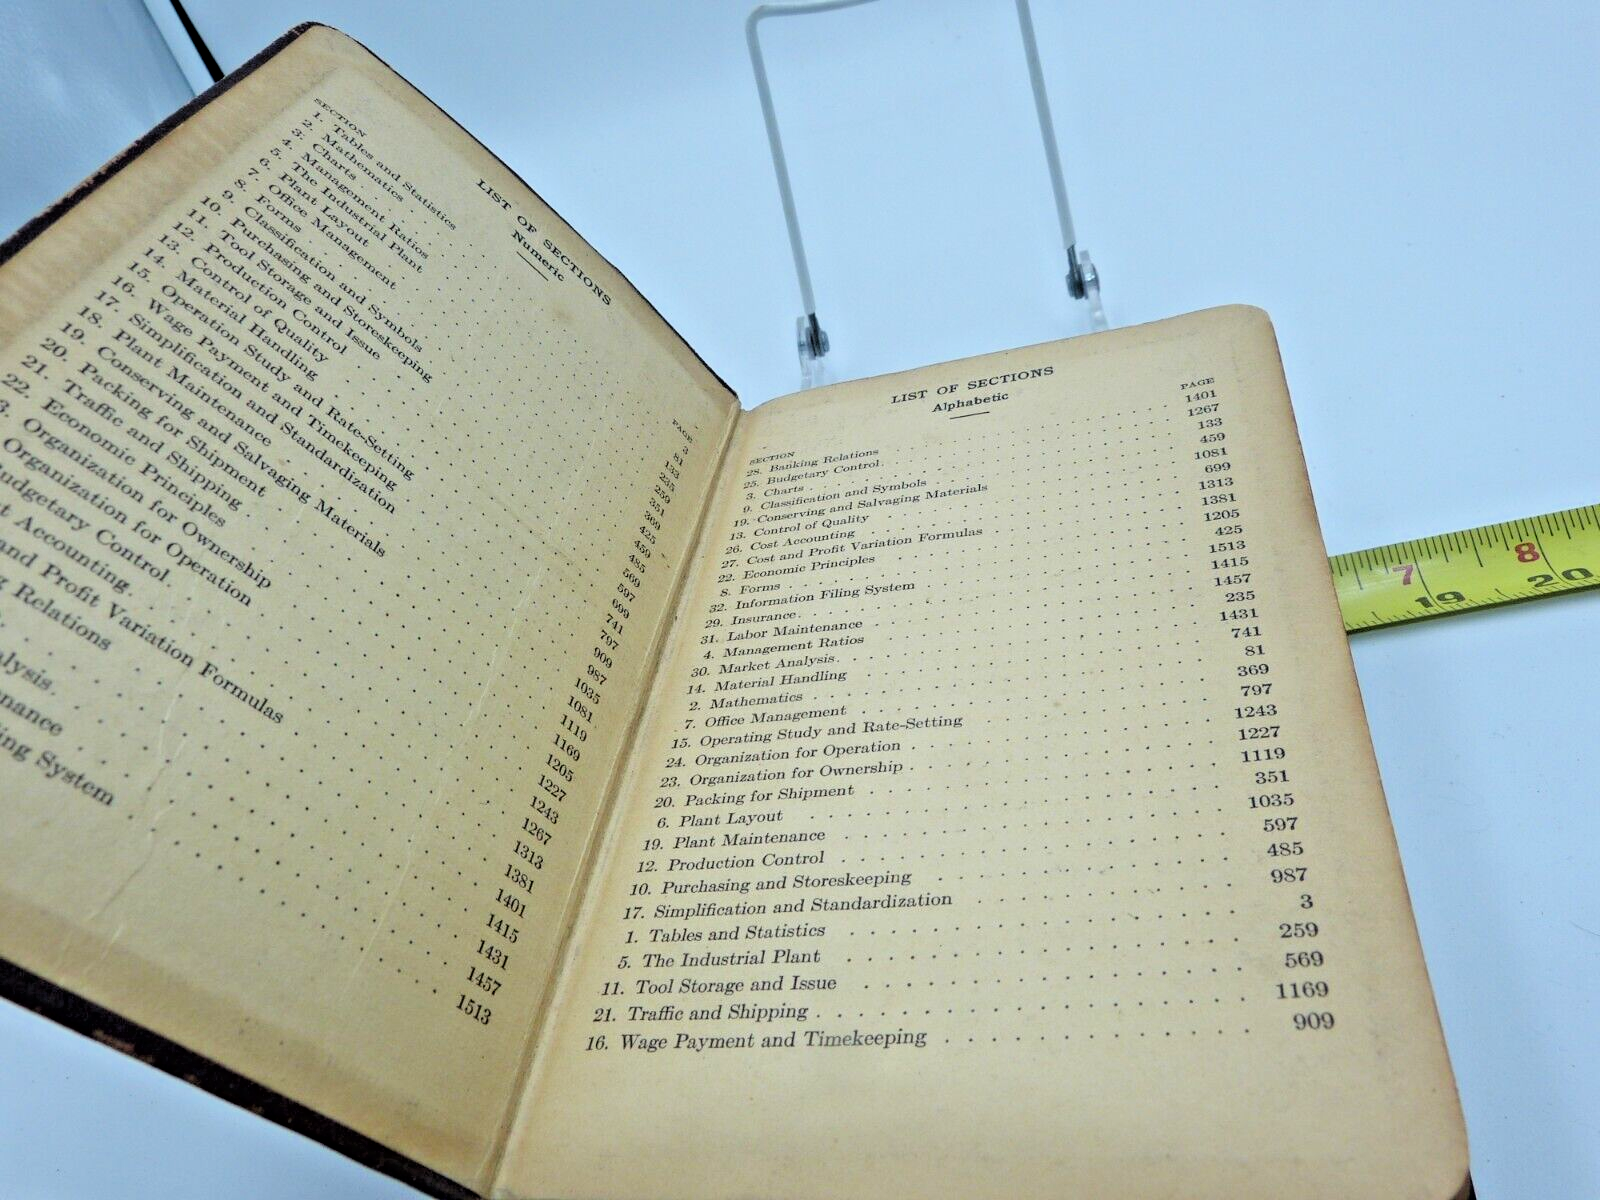 LIST OF SECTIONS
Numeric
SECTION
PAGE
1. Tables and Statistics 3
2. Mathematics 81
3. Charts 133
4. Management Ratios 235
5. The Industrial Plant 259
6. Plant Layout 351
7. Office Management 369
8. Forms 425
9. Classification and Symbols 459
10. Purchasing and Storeskeeping 485
11. Tool Storage and Issue 569
12. Production Control 597
13. Control of Quality 699
14. Material Handling 741
15. Operation Study and Rate-Setting 797
16. Wage Payment and Timekeeping 909
17. Simplification and Standardization 987
18. Plant Maintenance 1035
19. Conserving and Salvaging Materials 1081
20. Packing for Shipment 1119
21. Traffic and Shipping 1169
22. Economic Principles 1205
3. Organization for Ownership 1227
Organization for Operation 1243
udgetary Control. 1267
t Accounting. 1313
and Profit Variation Formulas 1381
g Relations 1401
1415
alysis. 1431
nance 1457
ing System 1513
LIST OF SECTIONS
Alphabetic
SECTION PAGE
28. Banking Relations 1401
25. Budgetary Control. 1267
3. Charts 133
9. Classification and Symbols 459
19. Conserving and Salvaging Materials 1081
13. Control of Quality 699
26. Cost Accounting 1313
27. Cost and Profit Variation Formulas 1381
22. Economic Principles 1205
8. Forms 425
32. Information Filing System 1513
29. Insurance. 1415
31. Labor Maintenance 1457
4. Management Ratios 235
30. Market Analysis. 1431
14. Material Handling 741
2. Mathematics 81
7. Office Management 369
15. Operating Study and Rate-Setting 797
24. Organization for Operation 1243
23. Organization for Ownership 1227
20. Packing for Shipment 1119
6. Plant Layout 351
19. Plant Maintenance 1035
12. Production Control 597
10. Purchasing and Storeskeeping 485
17. Simplification and Standardization 987
1. Tables and Statistics 3
5. The Industrial Plant 259
11. Tool Storage and Issue 569
21. Traffic and Shipping 1169
16. Wage Payment and Timekeeping 909
7 8
19 20